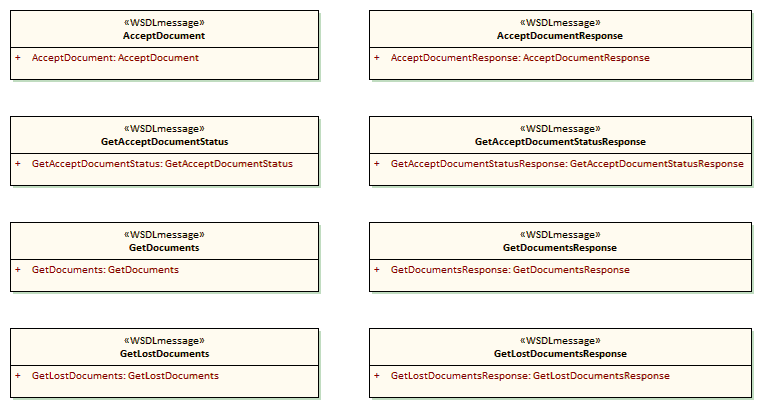 «WSDLmessage»
AcceptDocument
+ AcceptDocument: AcceptDocument
«WSDLmessage»
AcceptDocumentResponse
+ AcceptDocumentResponse: AcceptDocumentResponse
«WSDLmessage»
GetAcceptDocumentStatus
+ GetAcceptDocumentStatus: GetAcceptDocumentStatus
«WSDLmessage»
GetAcceptDocumentStatusResponse
+ GetAcceptDocumentStatusResponse: GetAcceptDocumentStatusResponse
«WSDLmessage»
GetDocuments
+ GetDocuments: GetDocuments
«WSDLmessage»
GetDocumentsResponse
+ GetDocumentsResponse: GetDocumentsResponse
«WSDLmessage»
GetLostDocuments
+ GetLostDocuments: GetLostDocuments
«WSDLmessage»
GetLostDocumentsResponse
+ GetLostDocumentsResponse: GetLostDocumentsResponse